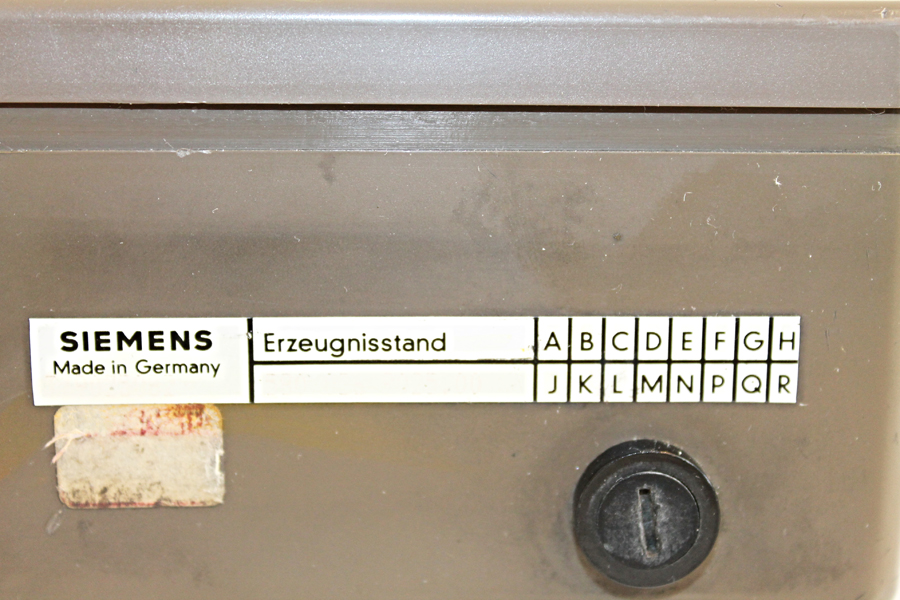 SIEMENS
Made in Germany
Erzeugnisstand
A B C D E F G H
J K L M N P Q R